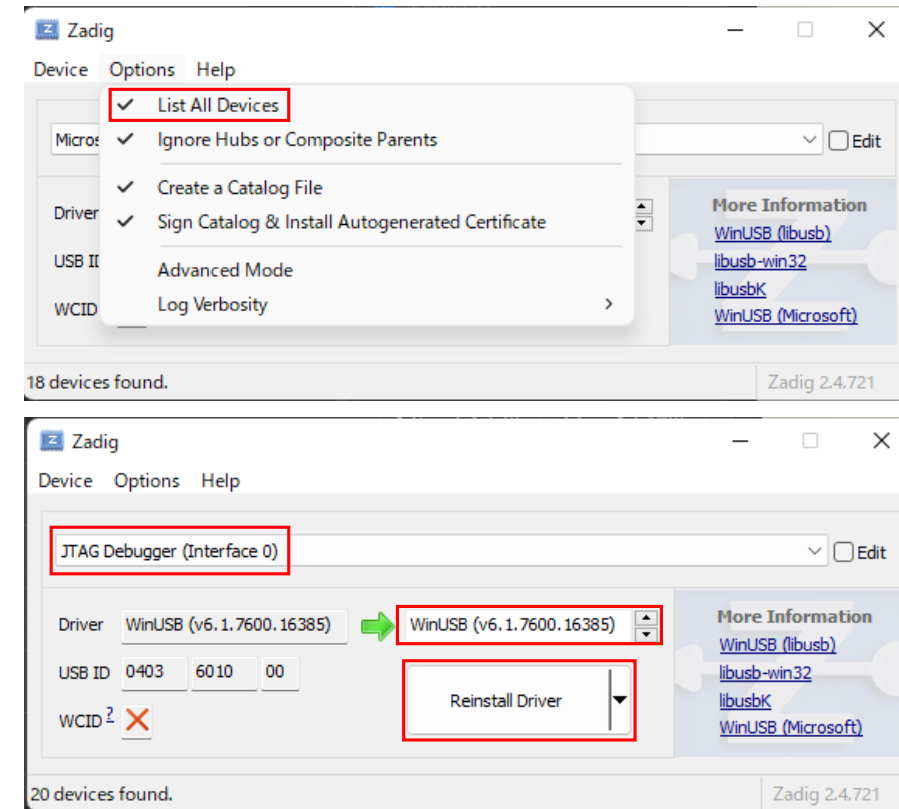 Zadig
Device Options Help
List All Devices
Micros Ignore Hubs or Composite Parents Edit
Create a Catalog File
Driver Sign Catalog & Install Autogenerated Certificate
More Information
WinUSB (libusb)
USB ID Advanced Mode
libusb-win32
WCID Log Verbosity
libusbK
WinUSB (Microsoft)
18 devices found. Zadig 2.4.721
Zadig
Device Options Help
JTAG Debugger (Interface 0) Edit
Driver WinUSB (v6.1.7600.16385) WinUSB (v6.1.7600.16385)
More Information
WinUSB (libusb)
USB ID 0403 6010 00
libusb-win32
Reinstall Driver
libusbK
WCID ?
WinUSB (Microsoft)
20 devices found. Zadig 2.4.721